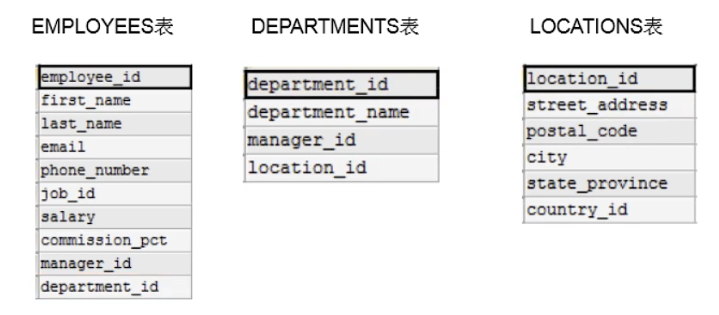 EMPLOYEES表
DEPARTMENTS表
LOCATIONS表
employee_id
first_name
last_name
email
phone_number
job_id
salary
commission_pct
manager_id
department_id
department_id
department_name
manager_id
location_id
location_id
street_address
postal_code
city
state_province
country_id